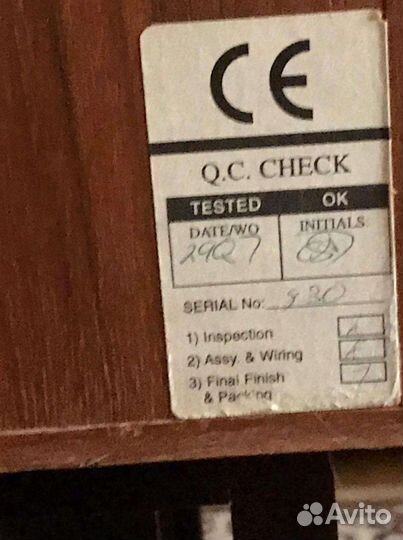 CE
Q.C. CHECK
TESTED OK
DATE/WO INITIALS
SERIAL No: 930
1) Inspection
2) Assy. & Wiring
3) Final Finish
& Packing
Avito